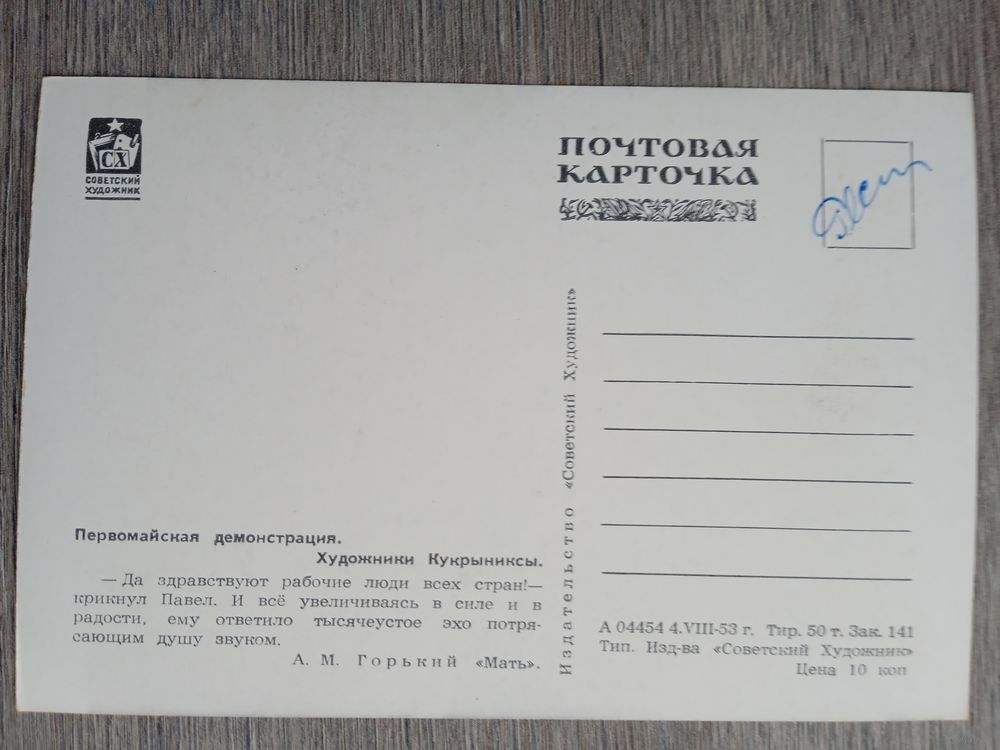 СХ
СОВЕТСКИЙ
ХУДОЖНИК
ПОЧТОВАЯ
КАРТОЧКА
Первомайская демонстрация.
Художники Кукрыниксы.
— Да здравствуют рабочие люди всех стран!—
крикнул Павел. И всё увеличиваясь в силе и в
радости, ему ответило тысячеустое эхо потря-
сающим душу звуком.
А. М. Горький «Мать».
Издательство «Советский Художник»
А 04454 4.VIII-53 г. Тир. 50 т. Зак. 141
Тип. Изд-ва «Советский Художник»
Цена 10 коп